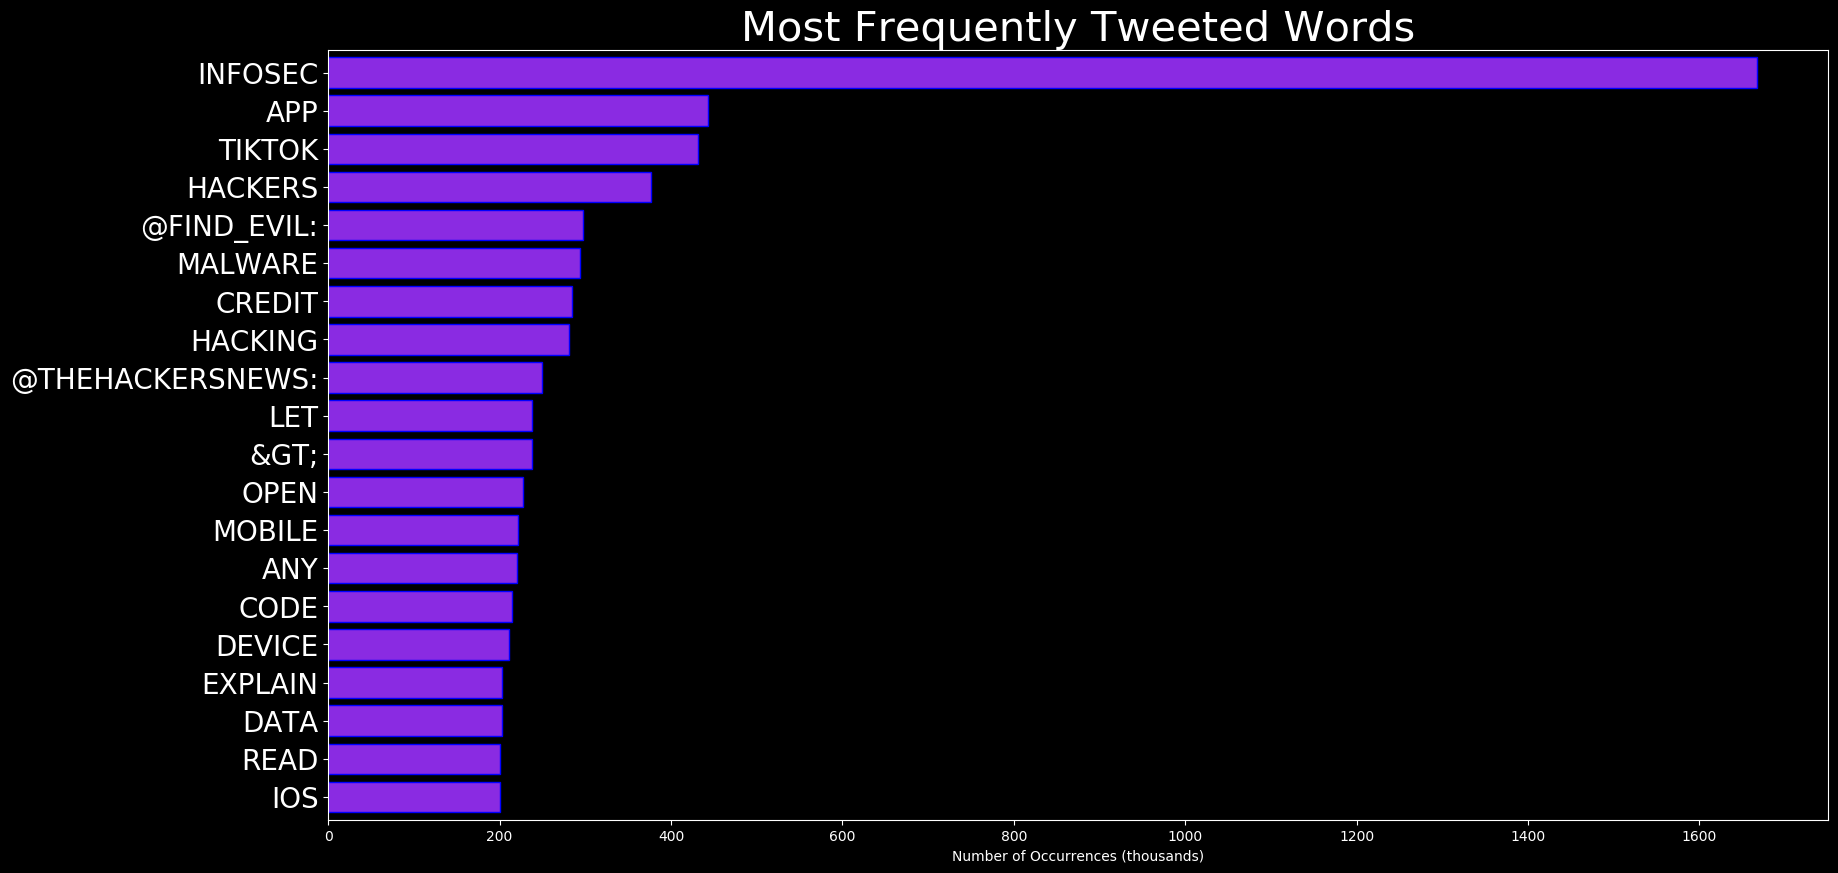 Most Frequently Tweeted Words
INFOSEC
APP
TIKTOK
HACKERS
@FIND_EVIL:
MALWARE
CREDIT
HACKING
@THEHACKERSNEWS:
LET
&GT;
OPEN
MOBILE
ANY
CODE
DEVICE
EXPLAIN
DATA
READ
IOS
0 200 400 600 800 1000 1200 1400 1600
Number of Occurrences (thousands)